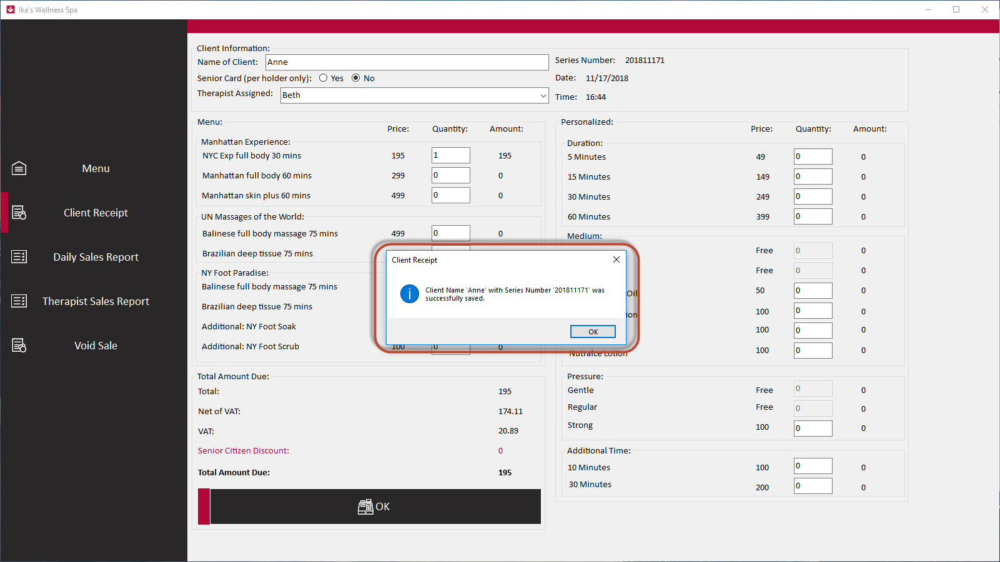 Ika's Wellness Spa
Menu
Client Receipt
Daily Sales Report
Therapist Sales Report
Void Sale
Client Information:
Name of Client: Anne
Senior Card (per holder only): Yes No
Therapist Assigned: Beth
Series Number: 201811171
Date: 11/17/2018
Time: 16:44
Menu:
Price: Quantity: Amount:
Manhattan Experience:
NYC Exp full body 30 mins 195 1 195
Manhattan full body 60 mins 299 0 0
Manhattan skin plus 60 mins 499 0 0
UN Massages of the World:
Balinese full body massage 75 mins 499 0 0
Brazilian deep tissue 75 mins
NY Foot Paradise:
Balinese full body massage 75 mins
Brazilian deep tissue 75 mins
Additional: NY Foot Soak
Additional: NY Foot Scrub 100 0 0
Total Amount Due:
Total: 195
Net of VAT: 174.11
VAT: 20.89
Senior Citizen Discount: 0
Total Amount Due: 195
OK
Client Receipt
Client Name 'Anne' with Series Number '201811171' was
successfully saved.
OK
Personalized:
Price: Quantity: Amount:
Duration:
5 Minutes 49 0 0
15 Minutes 149 0 0
30 Minutes 249 0 0
60 Minutes 399 0 0
Medium:
Free 0 0
Free 0 0
Oil 50 0 0
100 0 0
100 0 0
Lotion 100 0 0
Pressure:
Gentle Free 0 0
Regular Free 0 0
Strong 100 0 0
Additional Time:
10 Minutes 100 0 0
30 Minutes 200 0 0